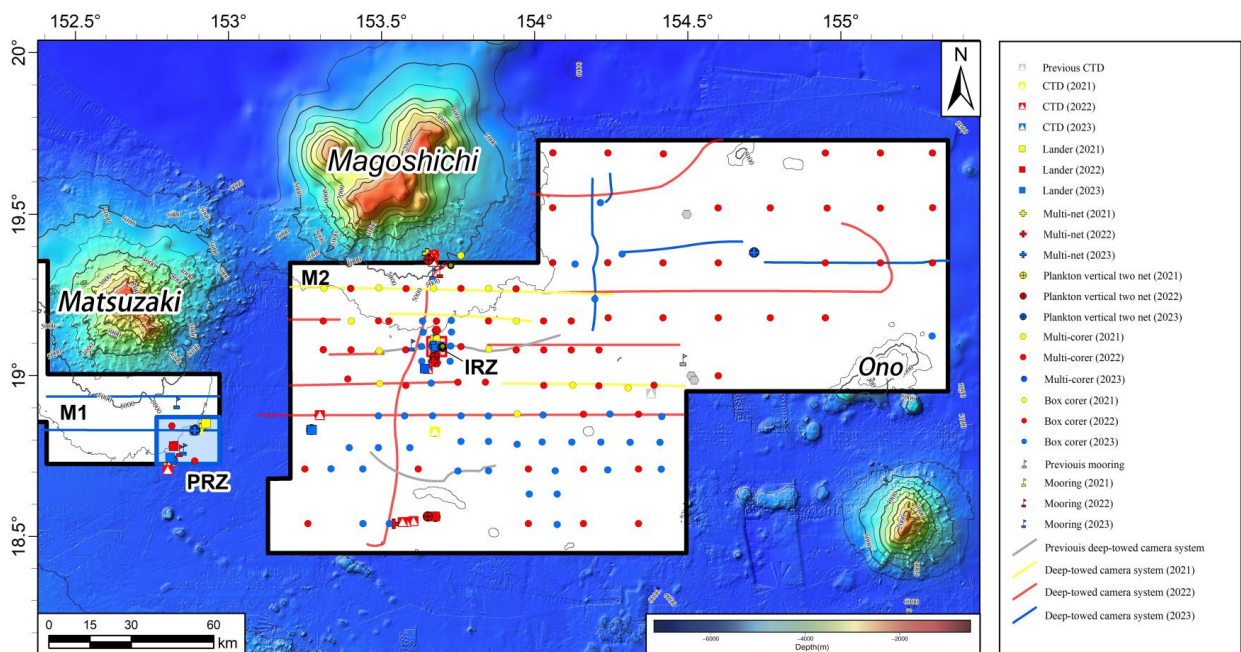 152.5°
153°
153.5°
154°
154.5°
155°
20°
19.5°
19°
18.5°
N
Magoshichi
Matsuzaki
M2
IRZ
Ono
M1
PRZ
0 15 30 60
km
-6000 -4000 -2000
Depth(m)
Previous CTD
CTD (2021)
CTD (2022)
CTD (2023)
Lander (2021)
Lander (2022)
Lander (2023)
Multi-net (2021)
Multi-net (2022)
Multi-net (2023)
Plankton vertical two net (2021)
Plankton vertical two net (2022)
Plankton vertical two net (2023)
Multi-corer (2021)
Multi-corer (2022)
Multi-corer (2023)
Box corer (2021)
Box corer (2022)
Box corer (2023)
Previouis mooring
Mooring (2021)
Mooring (2022)
Mooring (2023)
Previouis deep-towed camera system
Deep-towed camera system (2021)
Deep-towed camera system (2022)
Deep-towed camera system (2023)